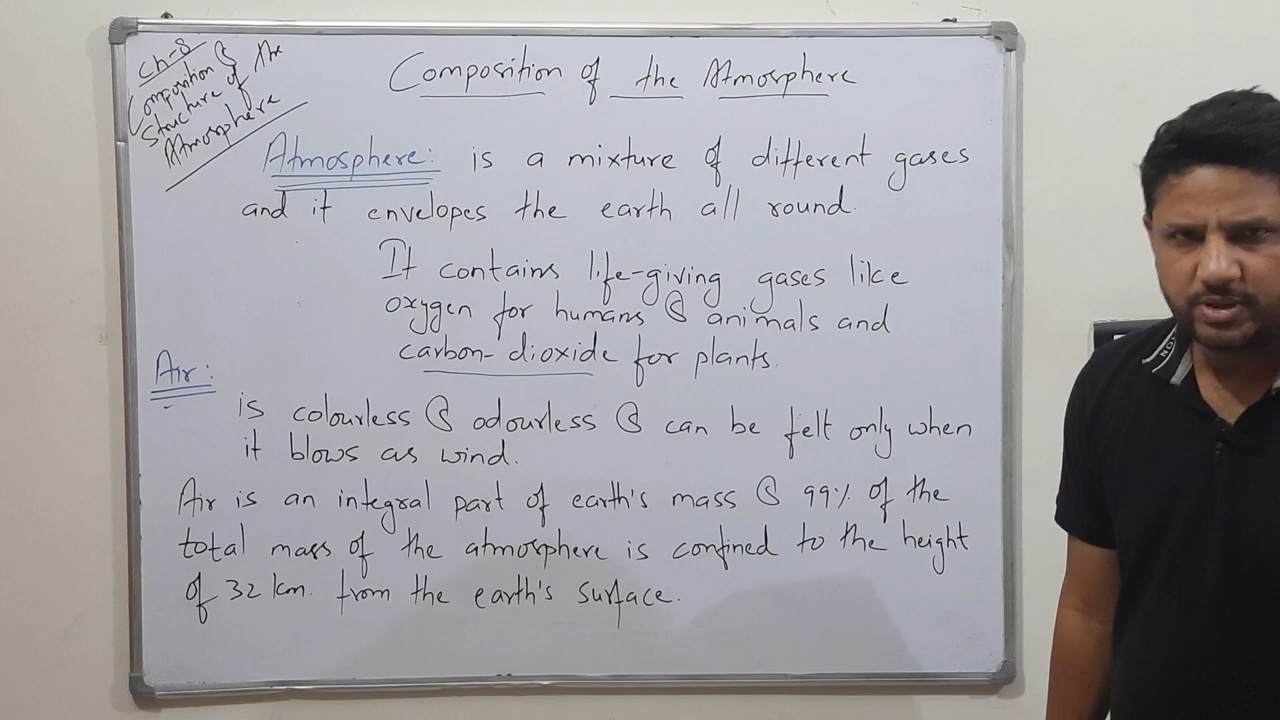 Ch-8
Composition &
Structure of the
Atmosphere
Composition of the Atmosphere
Atmosphere: is a mixture of different gases
and it envelopes the earth all round.
It contains life-giving gases like
oxygen for humans & animals and
carbon-dioxide for plants.
Air:
is colourless & odourless & can be felt only when
it blows as wind.
Air is an integral part of earth's mass & 99% of the
total mass of the atmosphere is confined to the height
of 32 km. from the earth's surface.